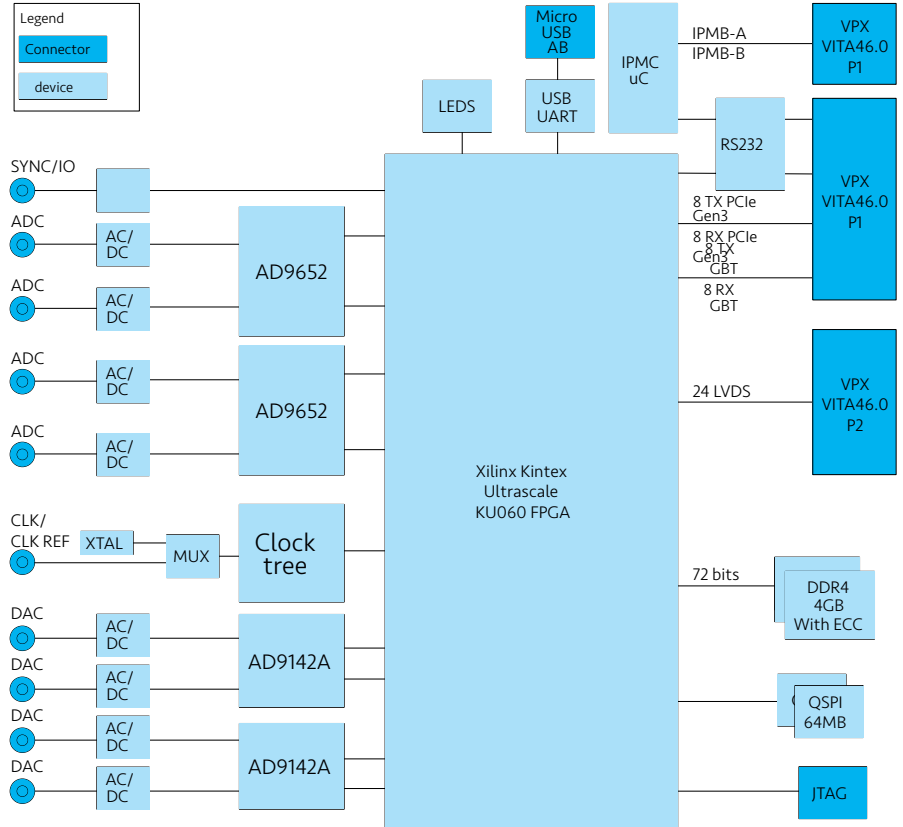 Legend
Connector
device
Micro
USB
AB
USB
UART
LEDS
IPMC
uC
IPMB-A
IPMB-B
VPX
VITA46.0
P1
RS232
VPX
VITA46.0
P1
8 TX PCIe
Gen3
8 RX PCIe
Gen3
8 TX
GBT
8 RX
GBT
24 LVDS
VPX
VITA46.0
P2
SYNC/IO
ADC
AC/
DC
ADC
AC/
DC
AD9652
ADC
AC/
DC
ADC
AC/
DC
AD9652
Xilinx Kintex
Ultrascale
KU060 FPGA
CLK/
CLK REF
XTAL
MUX
Clock
tree
72 bits
DDR4
4GB
With ECC
DAC
AC/
DC
DAC
AC/
DC
AD9142A
DAC
AC/
DC
DAC
AC/
DC
AD9142A
QSPI
64MB
JTAG